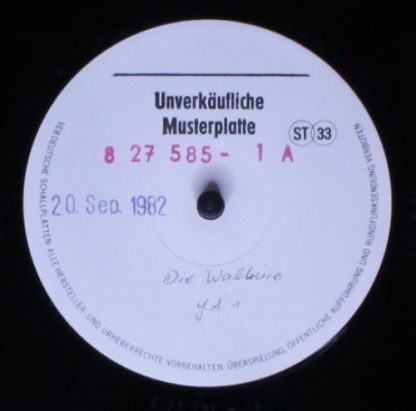 Unverkäufliche
Musterplatte
ST 33
8 27 585- 1 A
20. Sep. 1982
Die Walküre
VEB DEUTSCHE SCHALLPLATTEN ALLE HERSTELLER- UND URHEBERRECHTE VORBEHALTEN · ÜBERSPIELUNG, ÖFFENTLICHE AUFFÜHRUNG UND RUNDFUNKSENDUNG VERBOTEN